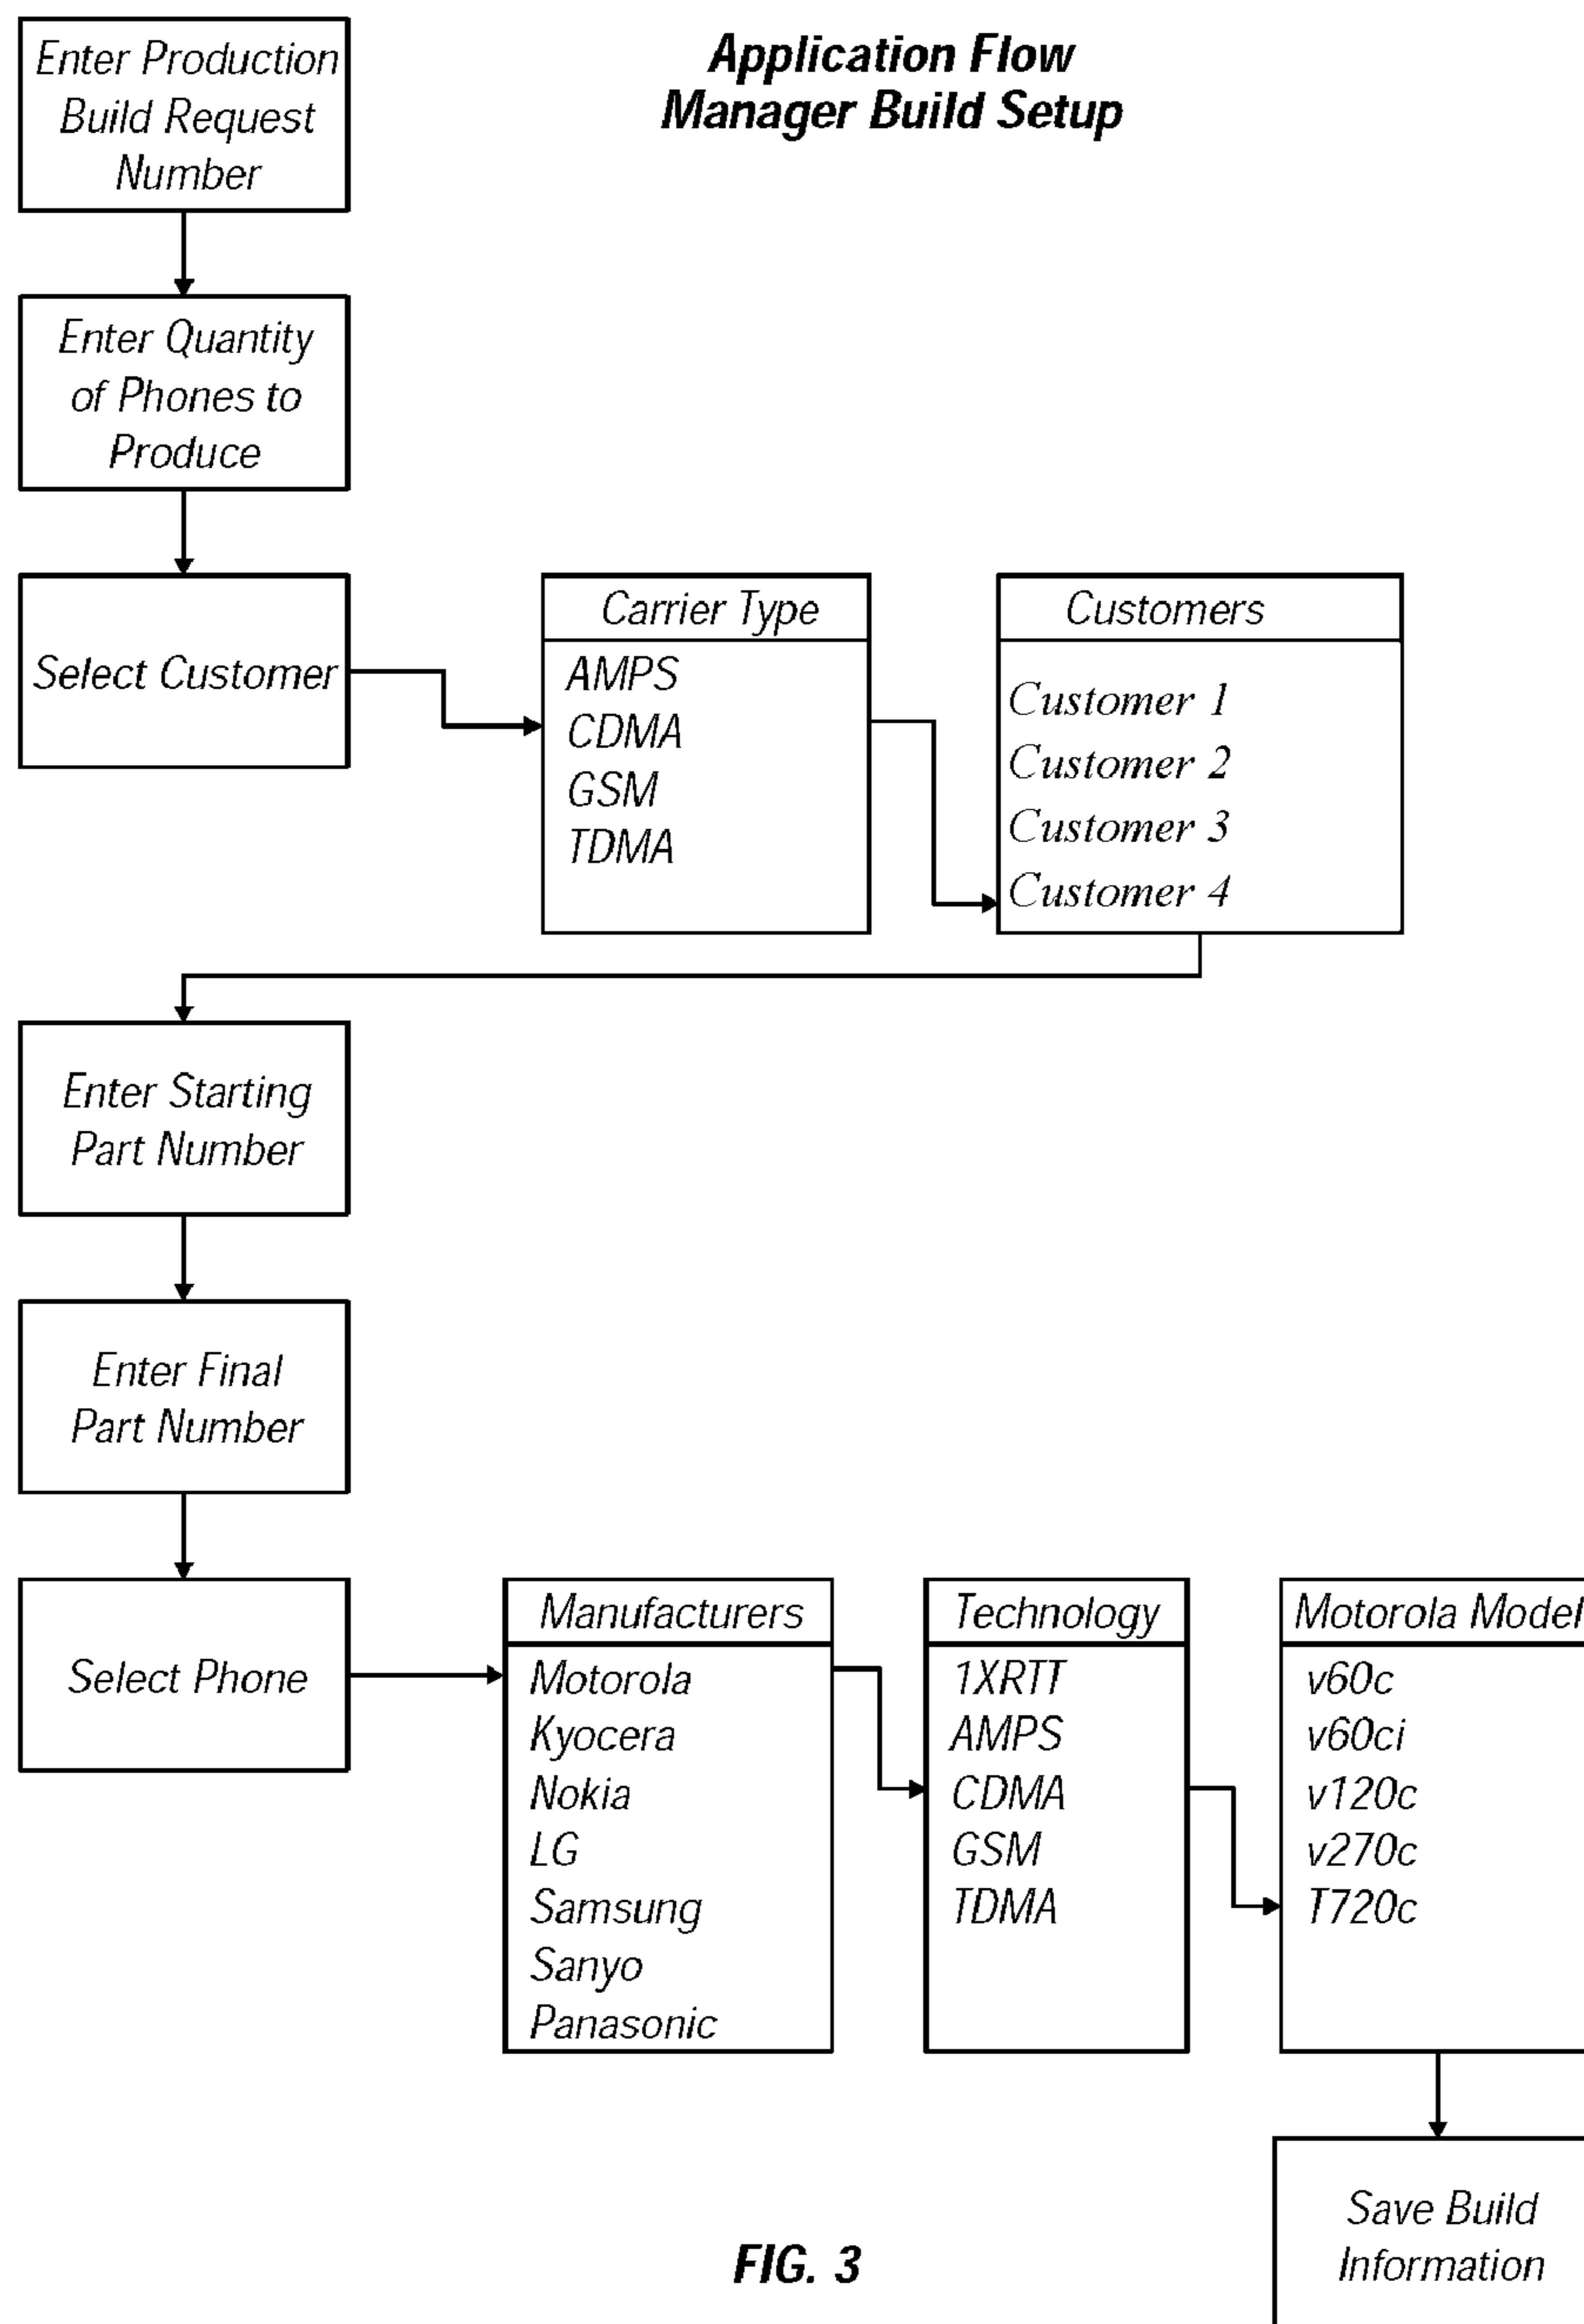 Application Flow
Manager Build Setup
Enter Production
Build Request
Number
Enter Quantity
of Phones to
Produce
Select Customer
Carrier Type
AMPS
CDMA
GSM
TDMA
Customers
Customer 1
Customer 2
Customer 3
Customer 4
Enter Starting
Part Number
Enter Final
Part Number
Select Phone
Manufacturers
Motorola
Kyocera
Nokia
LG
Samsung
Sanyo
Panasonic
Technology
1XRTT
AMPS
CDMA
GSM
TDMA
Motorola Model
v60c
v60ci
v120c
v270c
T720c
Save Build
Information
FIG. 3